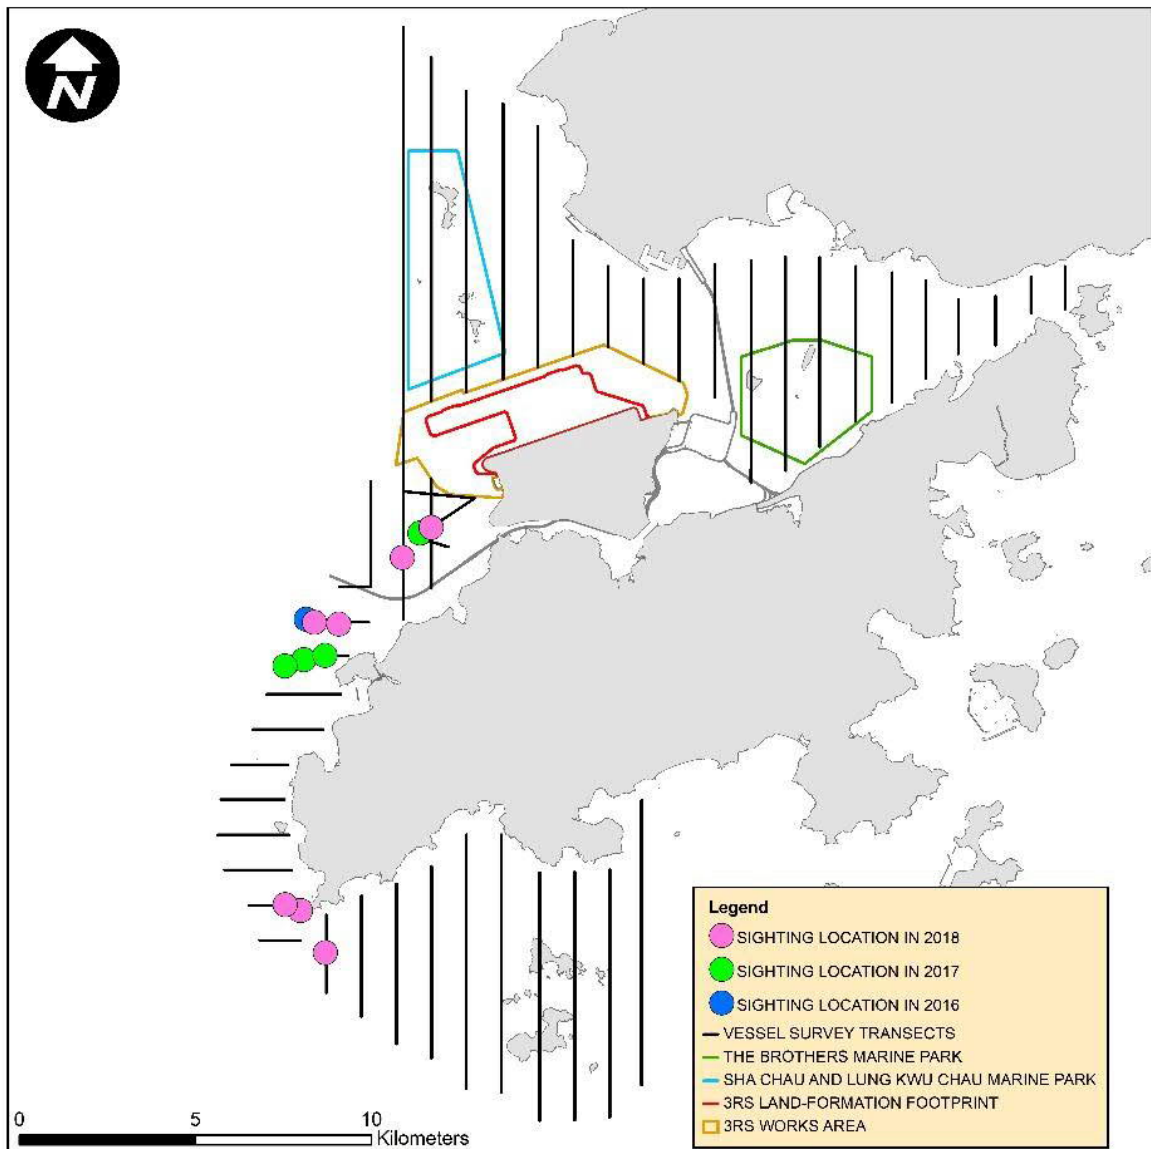 N
Legend
SIGHTING LOCATION IN 2018
SIGHTING LOCATION IN 2017
SIGHTING LOCATION IN 2016
VESSEL SURVEY TRANSECTS
THE BROTHERS MARINE PARK
SHA CHAU AND LUNG KWU CHAU MARINE PARK
3RS LAND-FORMATION FOOTPRINT
3RS WORKS AREA
0 5 10
Kilometers